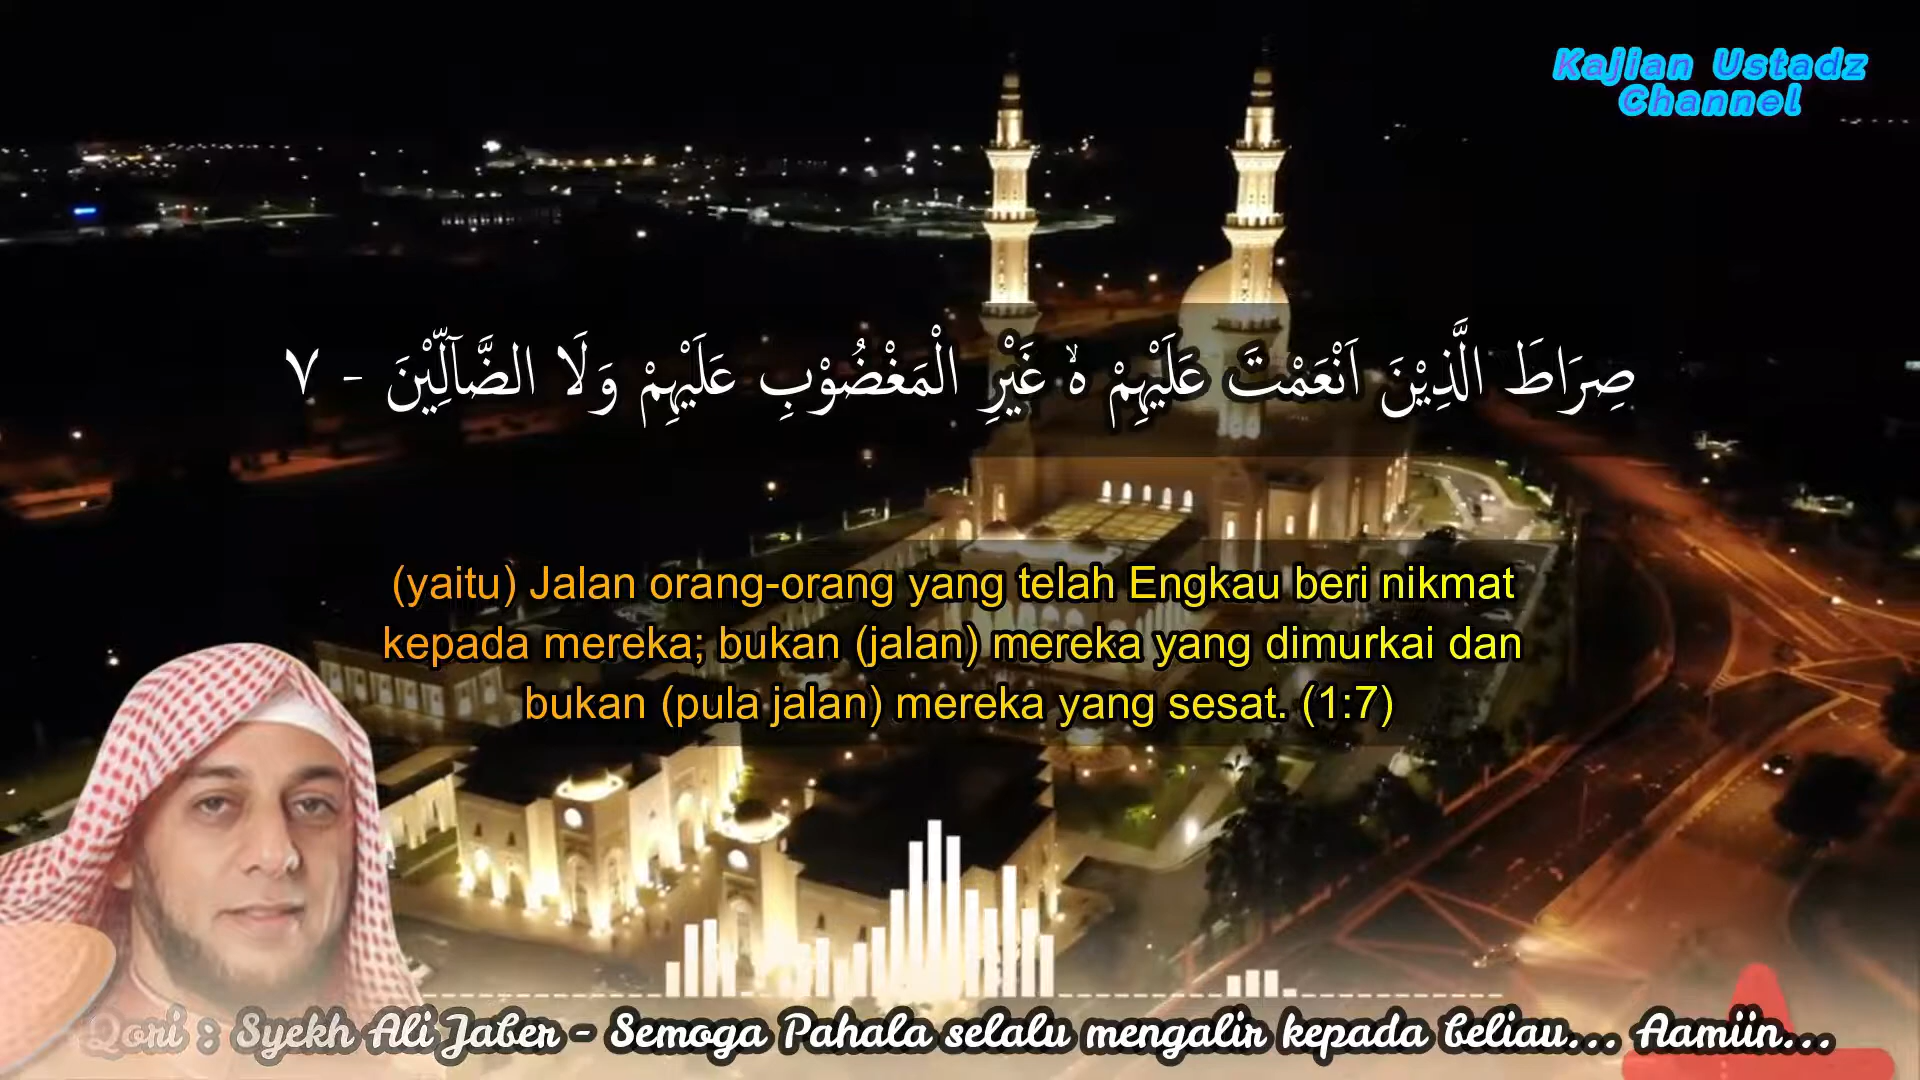 Kajian Ustadz
Channel
صِرَاطَ الَّذِيْنَ اَنْعَمْتَ عَلَيْهِمْ ەۙ غَيْرِ الْمَغْضُوْبِ عَلَيْهِمْ وَلَا الضَّاۤلِّيْنَ - ٧
(yaitu) Jalan orang-orang yang telah Engkau beri nikmat
kepada mereka; bukan (jalan) mereka yang dimurkai dan
bukan (pula jalan) mereka yang sesat. (1:7)
Qori : Syekh Ali Jaber - Semoga Pahala selalu mengalir kepada beliau... Aamiin...